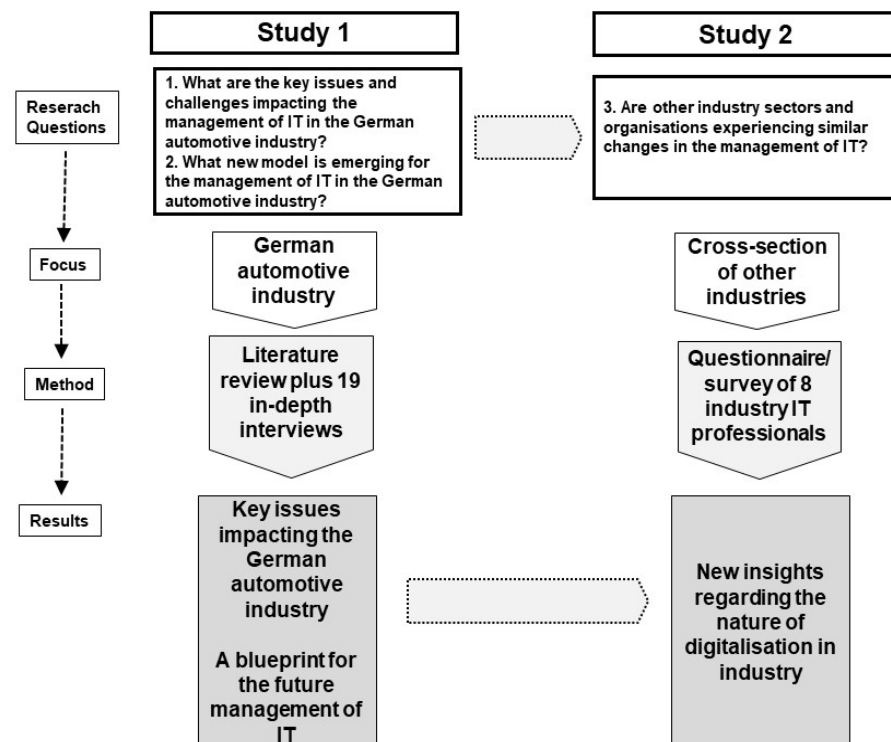 Study 1
Study 2
Reserach
Questions
1. What are the key issues and
challenges impacting the
management of IT in the German
automotive industry?
2. What new model is emerging for
the management of IT in the German
automotive industry?
3. Are other industry sectors and
organisations experiencing similar
changes in the management of IT?
Focus
German
automotive
industry
Cross-section
of other
industries
Method
Literature
review plus 19
in-depth
interviews
Questionnaire/
survey of 8
industry IT
professionals
Results
Key issues
impacting the
German
automotive
industry
A blueprint for
the future
management of
IT
New insights
regarding the
nature of
digitalisation in
industry